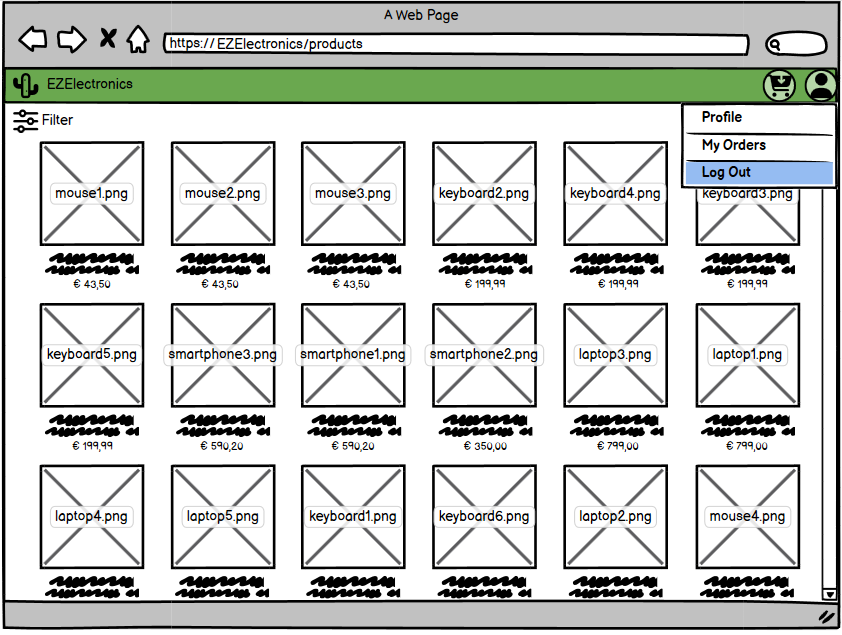 A Web Page
https:// EZElectronics/products
EZElectronics
Filter
Profile
My Orders
Log Out
mouse1.png mouse2.png mouse3.png keyboard2.png keyboard4.png keyboard3.png
€ 43,50 € 43,50 € 43,50 € 199,99 € 199,99 € 199,99
keyboard5.png smartphone3.png smartphone1.png smartphone2.png laptop3.png laptop1.png
€ 199,99 € 590,20 € 590,20 € 350,00 € 799,00 € 799,00
laptop4.png laptop5.png keyboard1.png keyboard6.png laptop2.png mouse4.png